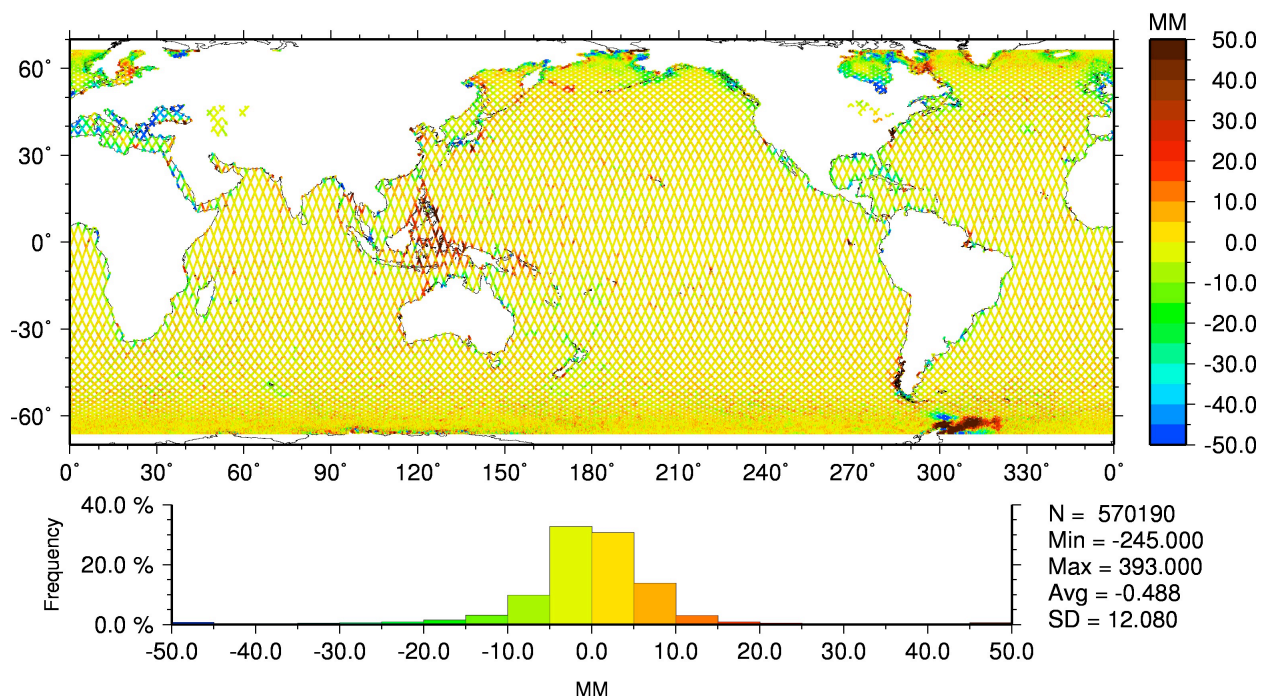 MM
60°
30°
0°
-30°
-60°
0° 30° 60° 90° 120° 150° 180° 210° 240° 270° 300° 330° 0°
50.0
40.0
30.0
20.0
10.0
0.0
-10.0
-20.0
-30.0
-40.0
-50.0
Frequency
40.0 %
20.0 %
0.0 %
-50.0 -40.0 -30.0 -20.0 -10.0 0.0 10.0 20.0 30.0 40.0 50.0
MM
N = 570190
Min = -245.000
Max = 393.000
Avg = -0.488
SD = 12.080